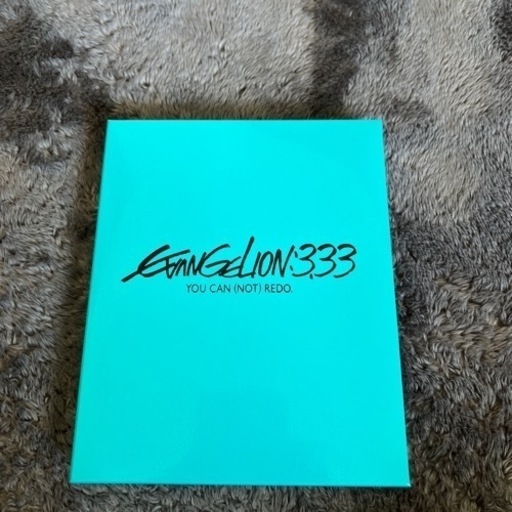 EVANGELION:3.33
YOU CAN (NOT) REDO.